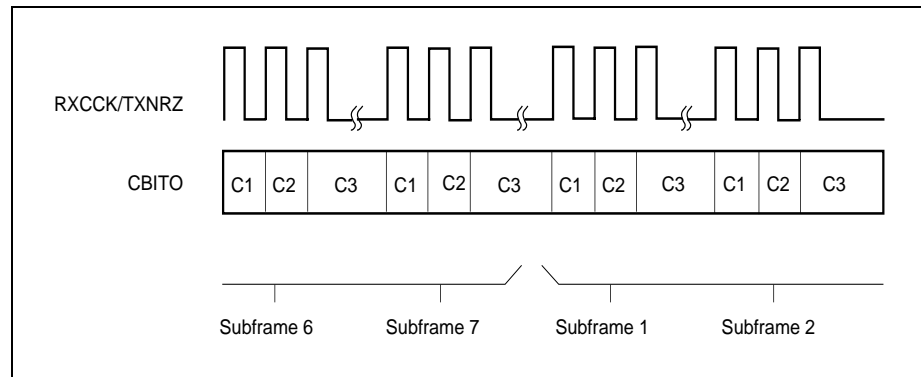 RXCCK/TXNRZ
CBITO C1 C2 C3 C1 C2 C3 C1 C2 C3 C1 C2 C3
Subframe 6 Subframe 7 Subframe 1 Subframe 2